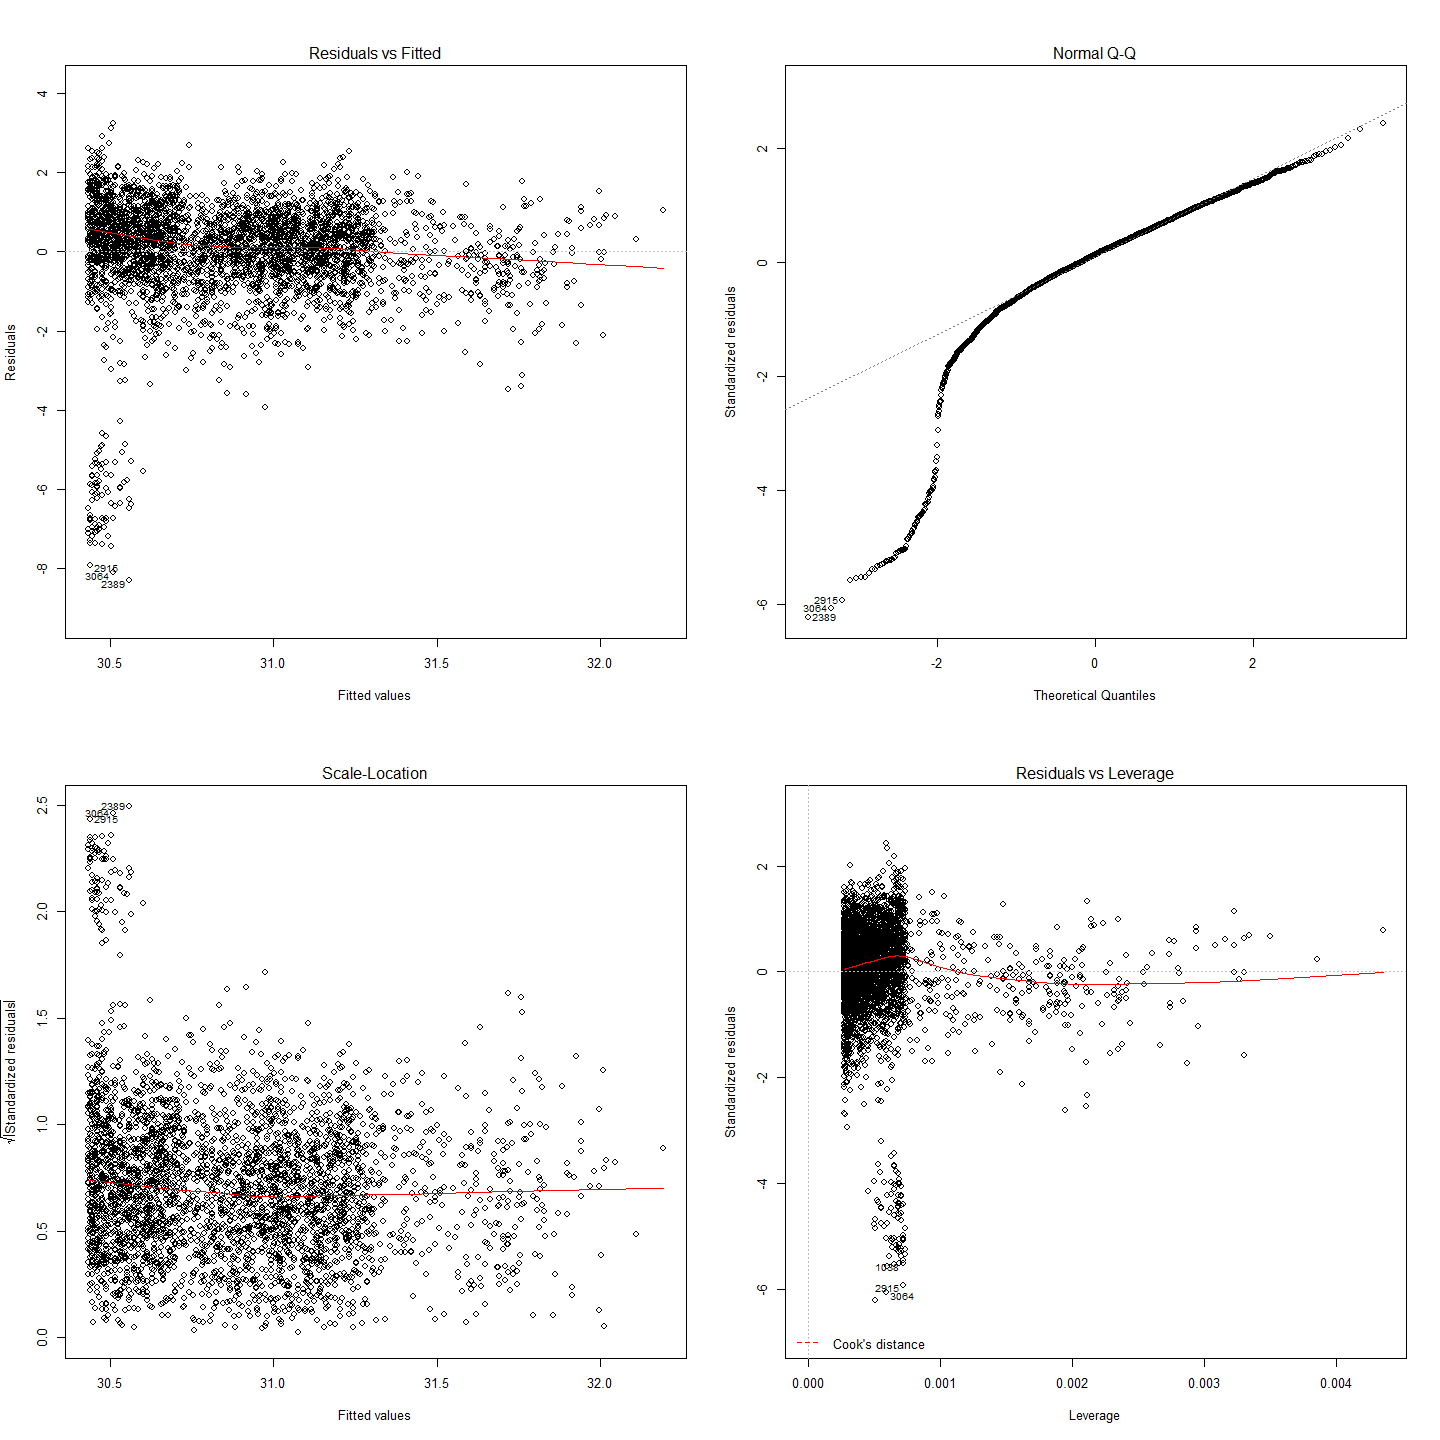 Residuals vs Fitted
Residuals
4
2
0
-2
-4
-6
-8
2915
3064
2389
30.5 31.0 31.5 32.0
Fitted values
Normal Q-Q
Standardized residuals
2
0
-2
-4
-6
2915
3064
2389
-2 0 2
Theoretical Quantiles
Scale-Location
√|Standardized residuals|
2.5
2.0
1.5
1.0
0.5
0.0
2389
3064
2915
30.5 31.0 31.5 32.0
Fitted values
Residuals vs Leverage
Standardized residuals
2
0
-2
-4
-6
2915
3064
Cook's distance
0.000 0.001 0.002 0.003 0.004
Leverage